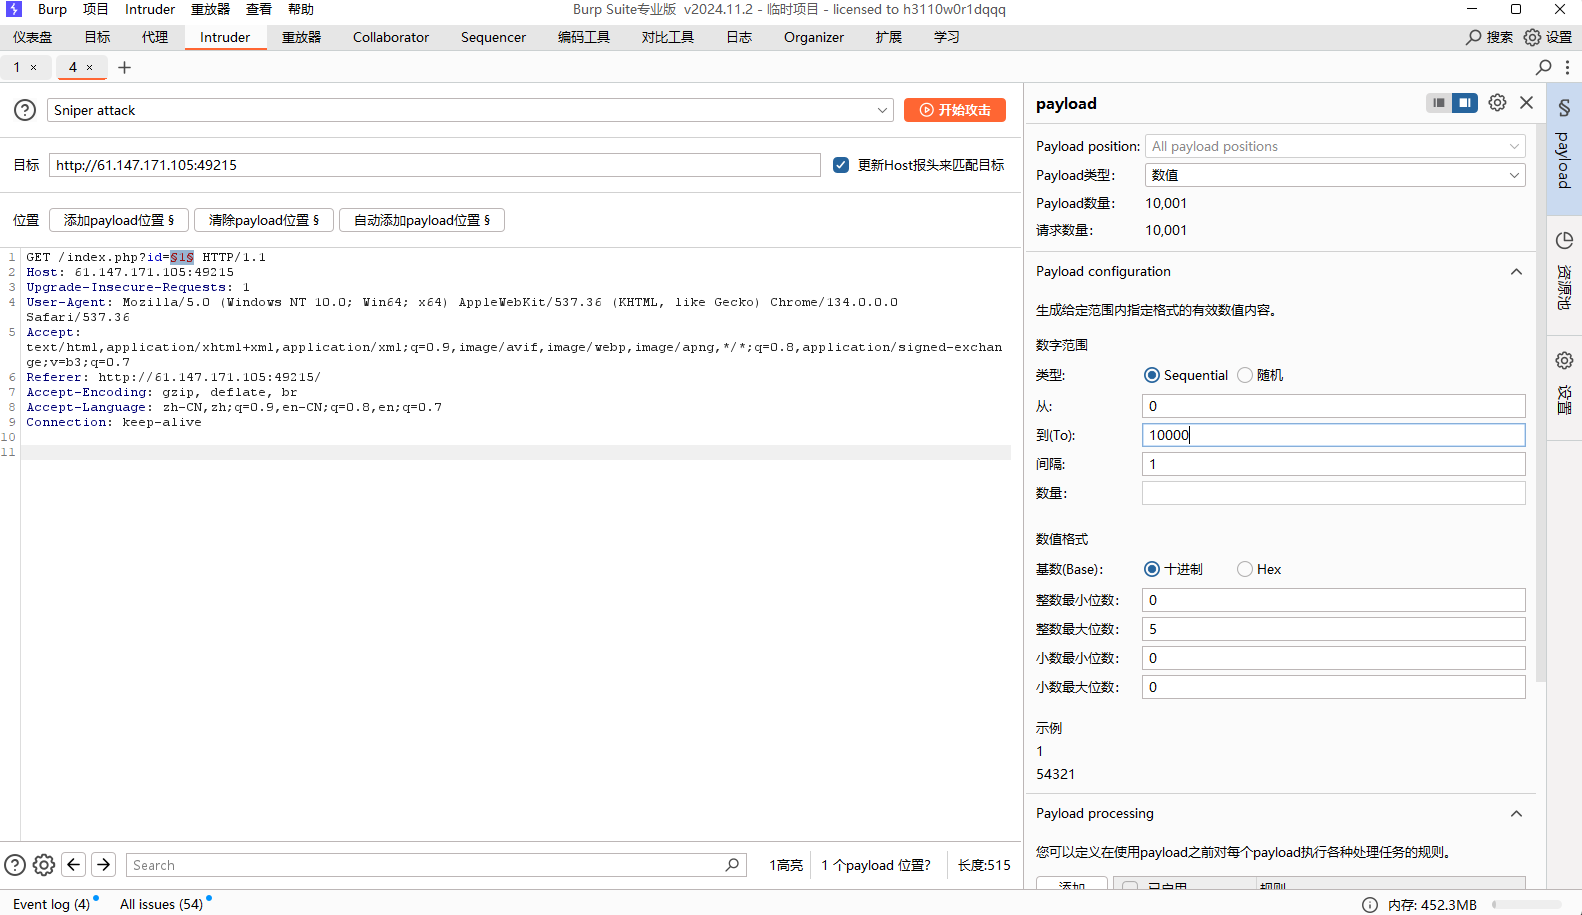 Burp 项目 Intruder 重放器 查看 帮助 Burp Suite专业版 v2024.11.2 - 临时项目 - licensed to h3110w0r1dqqq
仪表盘 目标 代理 Intruder 重放器 Collaborator Sequencer 编码工具 对比工具 日志 Organizer 扩展 学习 搜索 设置
1 × 4 × +
Sniper attack 开始攻击
目标 http://61.147.171.105:49215 更新Host报头来匹配目标
位置 添加payload位置 § 清除payload位置 § 自动添加payload位置 §
1 GET /index.php?id=§1§ HTTP/1.1
2 Host: 61.147.171.105:49215
3 Upgrade-Insecure-Requests: 1
4 User-Agent: Mozilla/5.0 (Windows NT 10.0; Win64; x64) AppleWebKit/537.36 (KHTML, like Gecko) Chrome/134.0.0.0
Safari/537.36
5 Accept:
text/html,application/xhtml+xml,application/xml;q=0.9,image/avif,image/webp,image/apng,*/*;q=0.8,application/signed-exchan
ge;v=b3;q=0.7
6 Referer: http://61.147.171.105:49215/
7 Accept-Encoding: gzip, deflate, br
8 Accept-Language: zh-CN,zh;q=0.9,en-CN;q=0.8,en;q=0.7
9 Connection: keep-alive
10
11
Search 1高亮 1 个payload 位置? 长度:515
payload
Payload position: All payload positions
Payload类型: 数值
Payload数量: 10,001
请求数量: 10,001
Payload configuration
生成给定范围内指定格式的有效数值内容。
数字范围
类型: Sequential 随机
从: 0
到(To): 10000
间隔: 1
数量:
数值格式
基数(Base): 十进制 Hex
整数最小位数: 0
整数最大位数: 5
小数最小位数: 0
小数最大位数: 0
示例
1
54321
Payload processing
您可以定义在使用payload之前对每个payload执行各种处理任务的规则。
添加 已启用 规则
§ payload
资源池
设置
Event log (4) All issues (54) 内存: 452.3MB